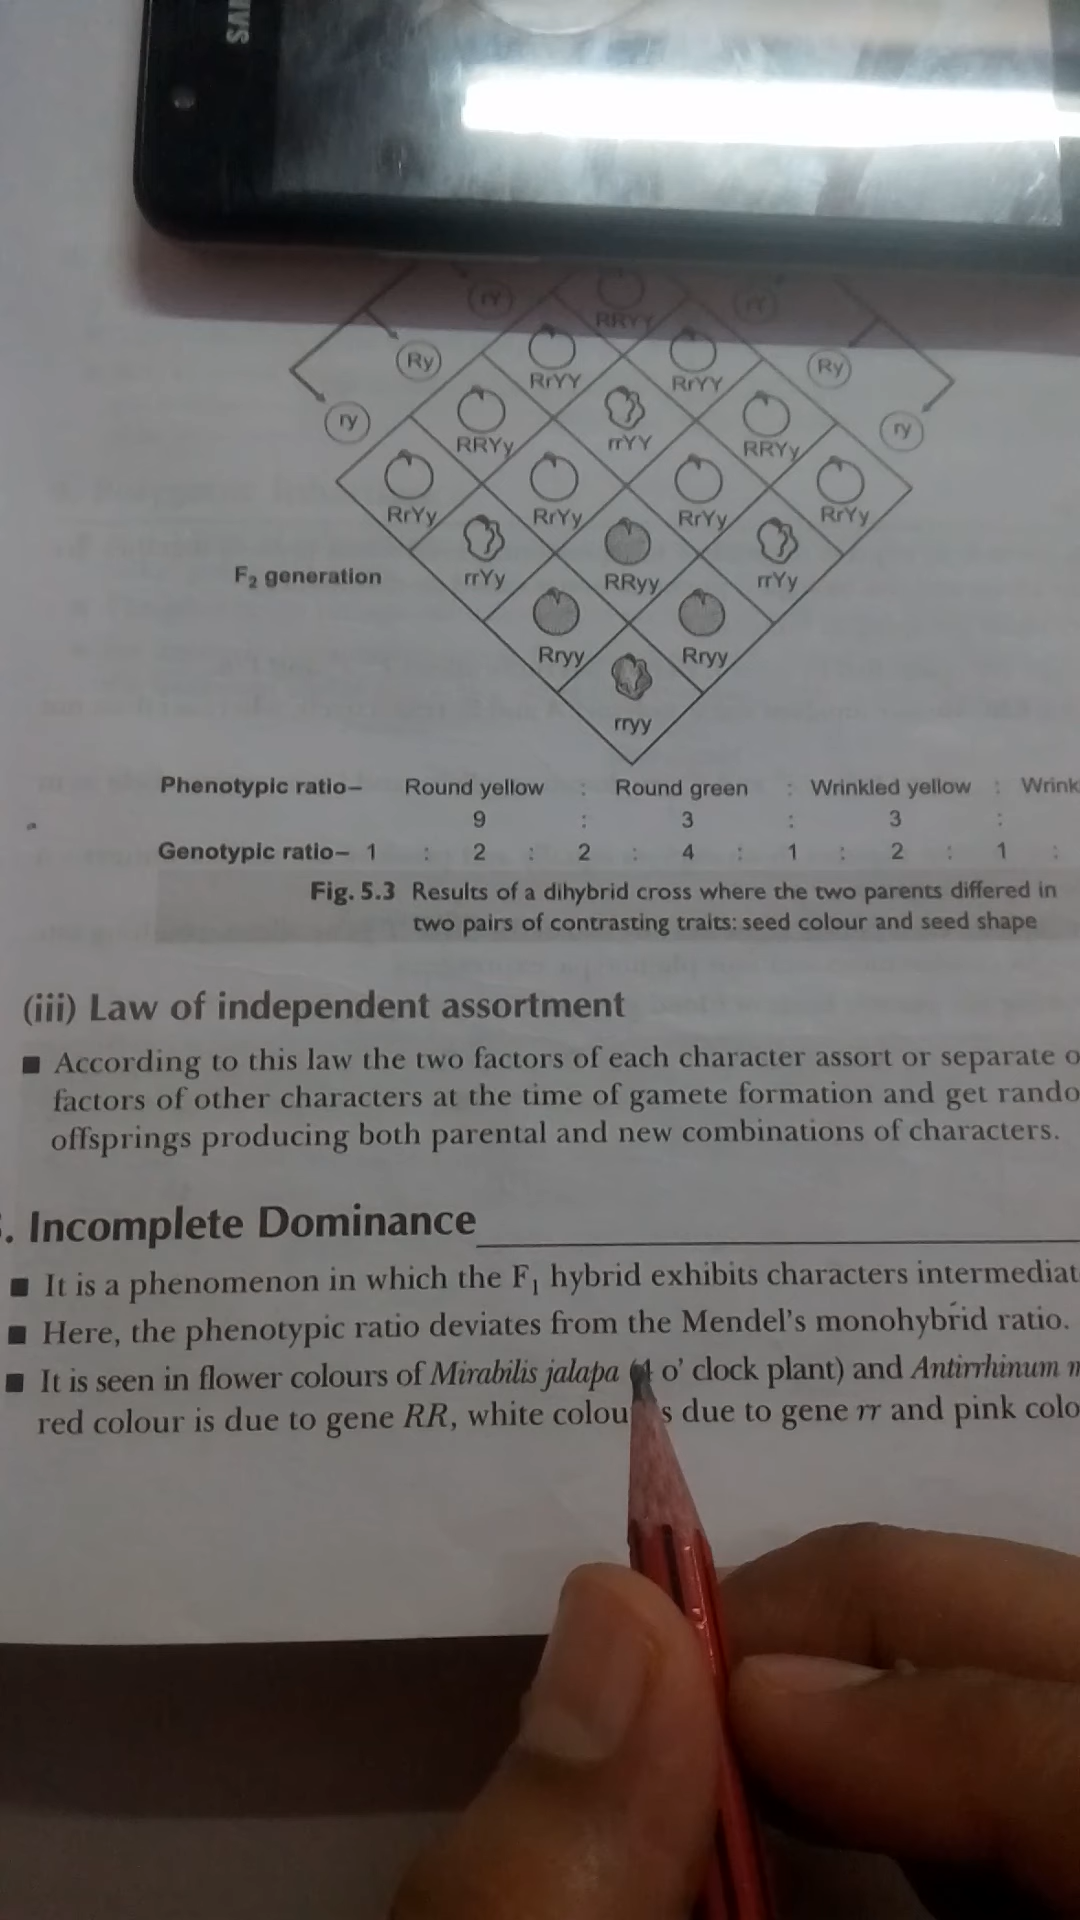 RRYY
rY
rY
Ry
RrYY
RrYY
Ry
ry
RRYy
rrYY
RRYy
ry
RrYy
RrYy
RrYy
RrYy
F2 generation
rrYy
RRyy
rrYy
Rryy
Rryy
rryy
Phenotypic ratio– Round yellow : Round green : Wrinkled yellow : Wrink
9 : 3 : 3 :
Genotypic ratio– 1 : 2 : 2 : 4 : 1 : 2 : 1 :
Fig. 5.3 Results of a dihybrid cross where the two parents differed in
two pairs of contrasting traits: seed colour and seed shape
(iii) Law of independent assortment
■ According to this law the two factors of each character assort or separate
factors of other characters at the time of gamete formation and get rando
offsprings producing both parental and new combinations of characters.
. Incomplete Dominance
■ It is a phenomenon in which the F1 hybrid exhibits characters intermediat
■ Here, the phenotypic ratio deviates from the Mendel's monohybrid ratio.
■ It is seen in flower colours of Mirabilis jalapa (4 o' clock plant) and Antirrhinum
red colour is due to gene RR, white colou s due to gene rr and pink colo